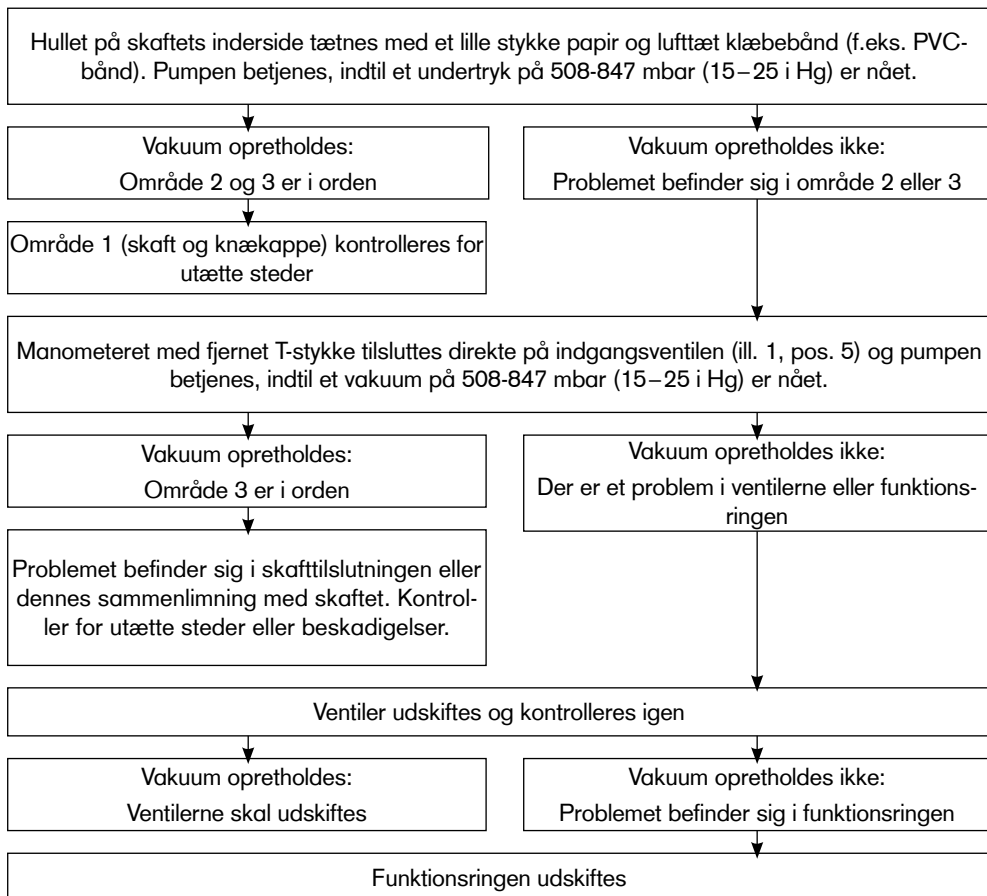 Hullet på skaftets inderside tætnes med et lille stykke papir og lufttæt klæbebånd (f.eks. PVC-
bånd). Pumpen betjenes, indtil et undertryk på 508-847 mbar (15–25 i Hg) er nået.
Vakuum opretholdes:
Område 2 og 3 er i orden
Vakuum opretholdes ikke:
Problemet befinder sig i område 2 eller 3
Område 1 (skaft og knækappe) kontrolleres for
utætte steder
Manometeret med fjernet T-stykke tilsluttes direkte på indgangsventilen (ill. 1, pos. 5) og pumpen
betjenes, indtil et vakuum på 508-847 mbar (15–25 i Hg) er nået.
Vakuum opretholdes:
Område 3 er i orden
Vakuum opretholdes ikke:
Der er et problem i ventilerne eller funktions-
ringen
Problemet befinder sig i skafttilslutningen eller
dennes sammenlimning med skaftet. Kontrol-
ler for utætte steder eller beskadigelser.
Ventiler udskiftes og kontrolleres igen
Vakuum opretholdes:
Ventilerne skal udskiftes
Vakuum opretholdes ikke:
Problemet befinder sig i funktionsringen
Funktionsringen udskiftes